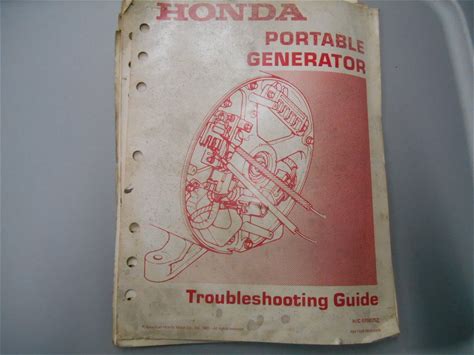 HONDA
PORTABLE
GENERATOR
Troubleshooting Guide